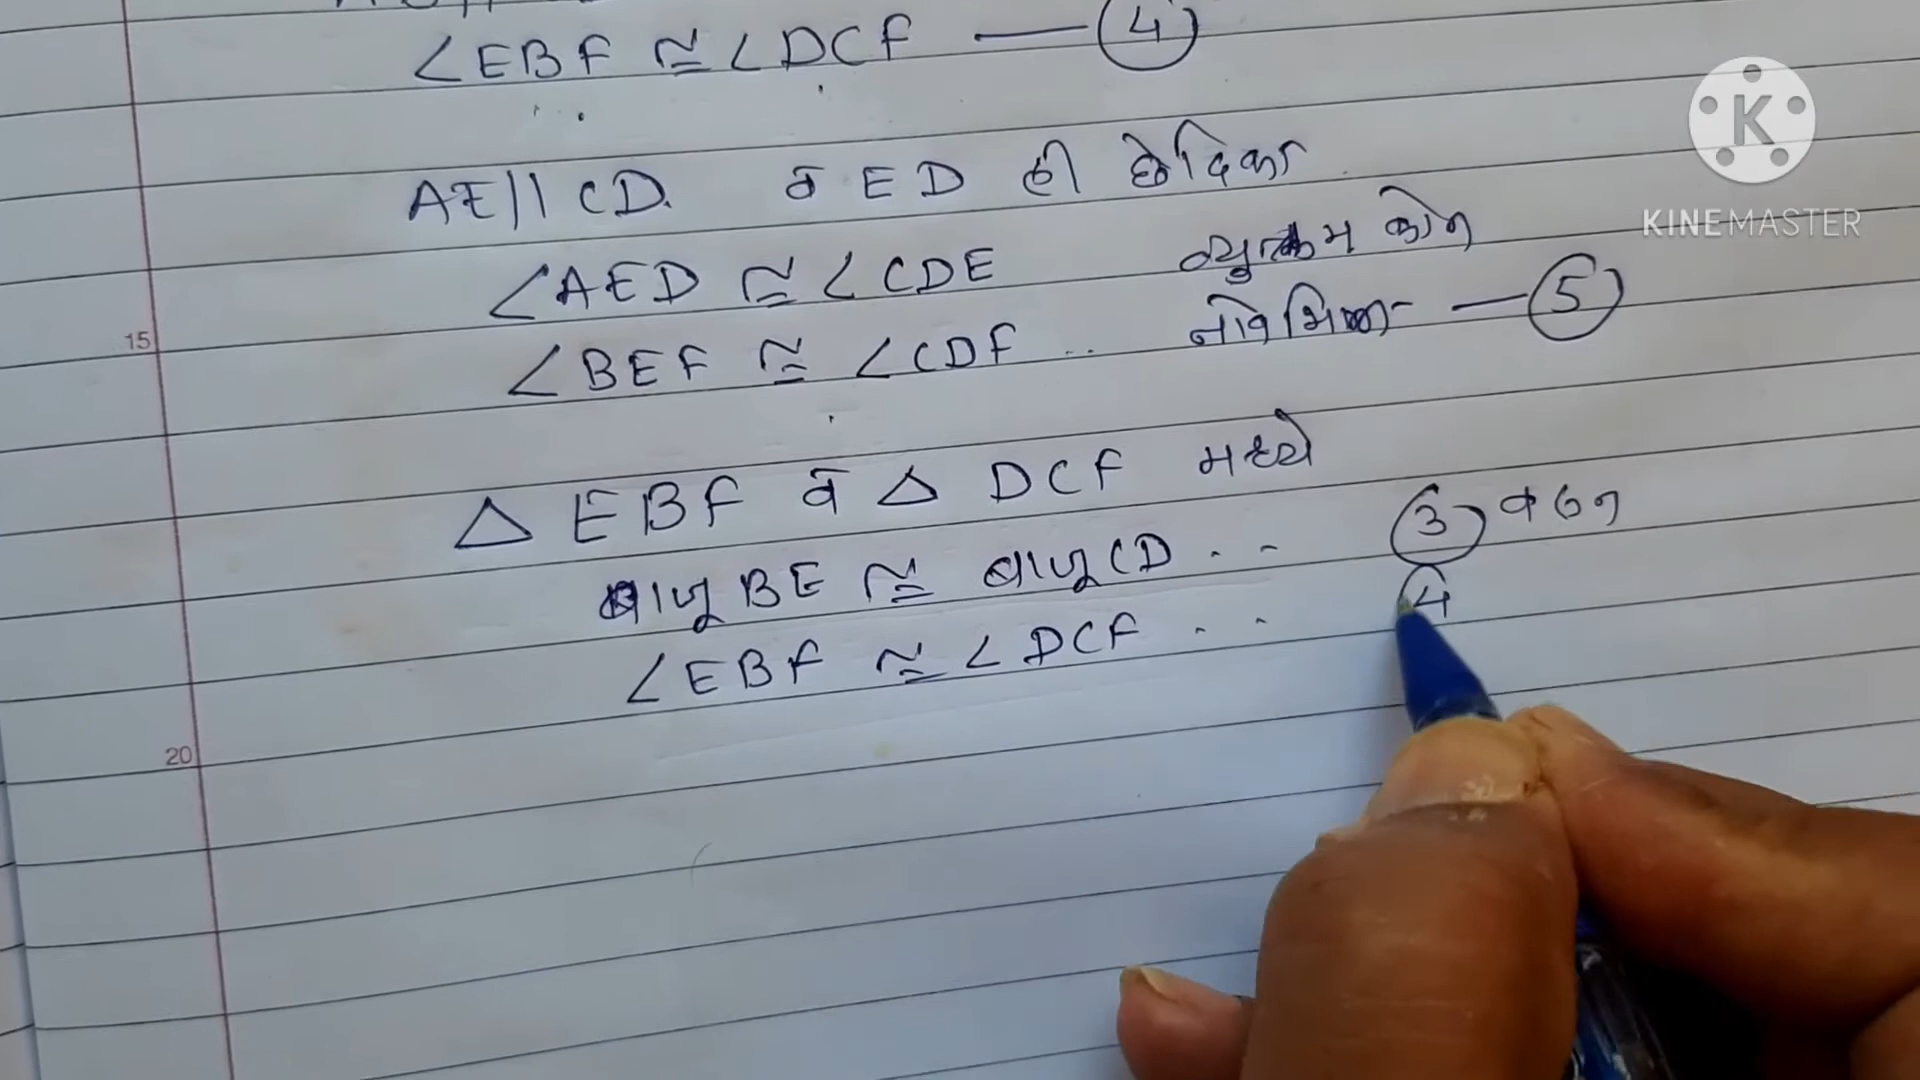 ∠EBF ≅ ∠DCF — ④
AE || CD. व ED ही छेदिका
∠AED ≅ ∠CDE व्युत्क्रम कोन
∠BEF ≅ ∠CDF .. — ⑤
△ EBF व △ DCF मध्ये
बाजू BE ≅ बाजू CD . . ③ वरुन
∠EBF ≅ ∠DCF . . 4
15
20
K
KINEMASTER